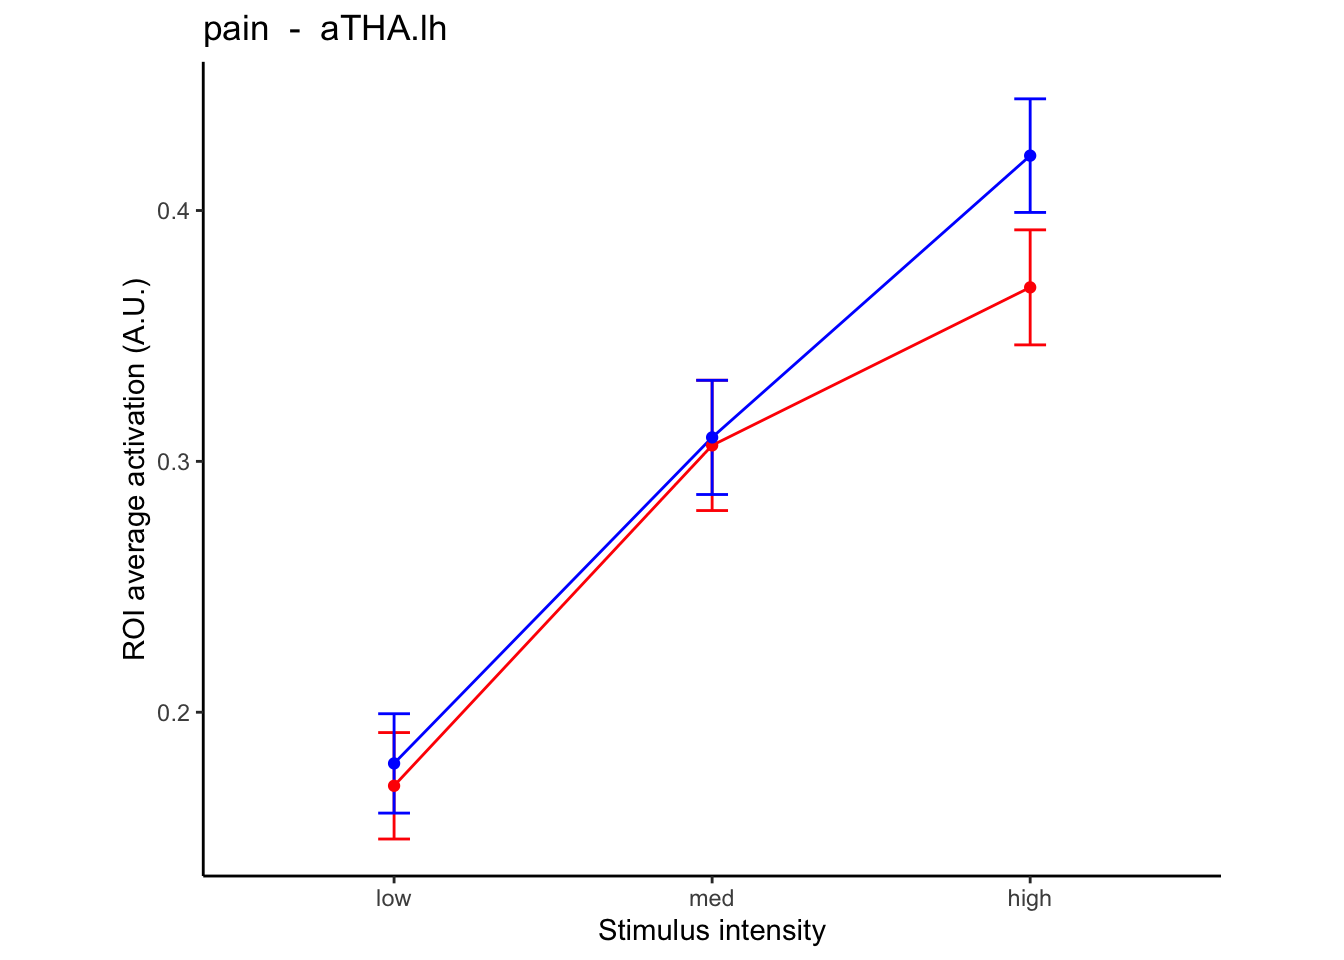 pain - aTHA.lh
ROI average activation (A.U.)
0.4
0.3
0.2
low med high
Stimulus intensity